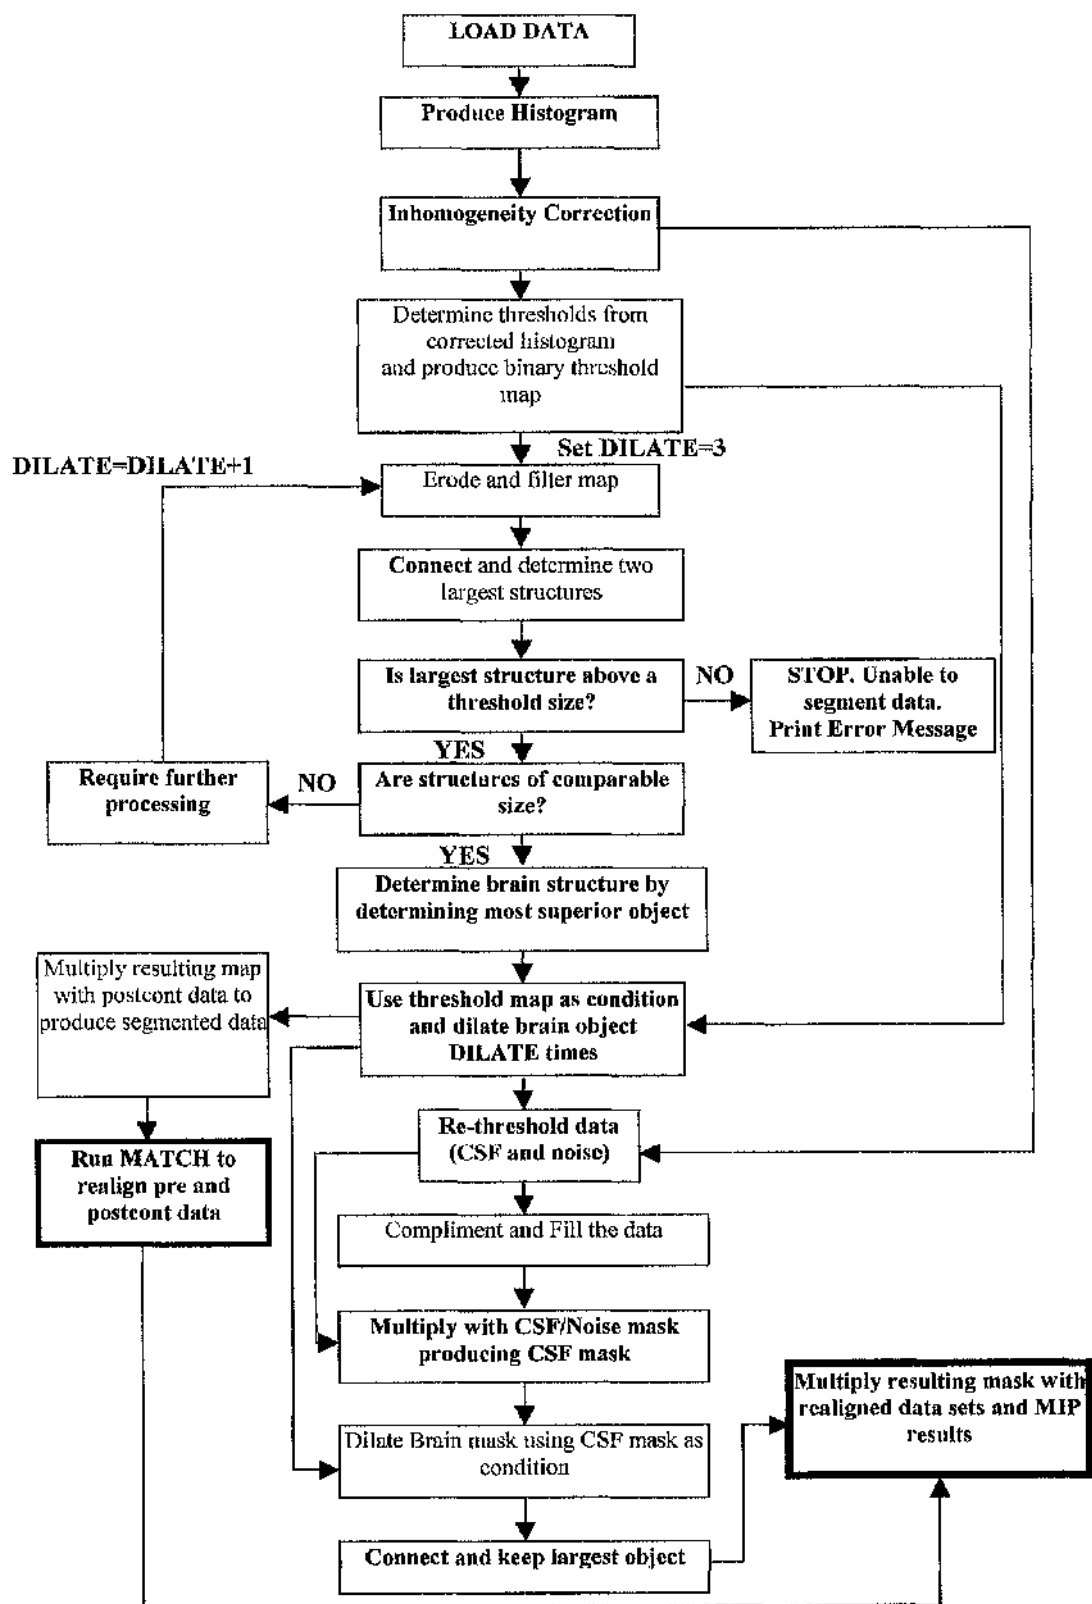 LOAD DATA
Produce Histogram
Inhomogeneity Correction
Determine thresholds from
corrected histogram
and produce binary threshold
map
Set DILATE=3
DILATE=DILATE+1
Erode and filler map
Connect and determine two
largest structures
Is largest structure above a
threshold size?
NO
STOP. Unable to
segment data.
Print Error Message
YES
Require further
processing
NO
Are structures of comparable
size?
YES
Determine brain structure by
determining most superior object
Multiply resulting map
with postcont data to
produce segmented data
Use threshold map as condition
and dilate brain object
DILATE times
Run MATCH to
realign pre and
postcont data
Re-threshold data
(CSF and noise)
Compliment and Fill the data
Multiply with CSF/Noise mask
producing CSF mask
Multiply resulting mask with
realigned data sets and MIP
results
Dilate Brain mask using CSF mask as
condition
Connect and keep largest object